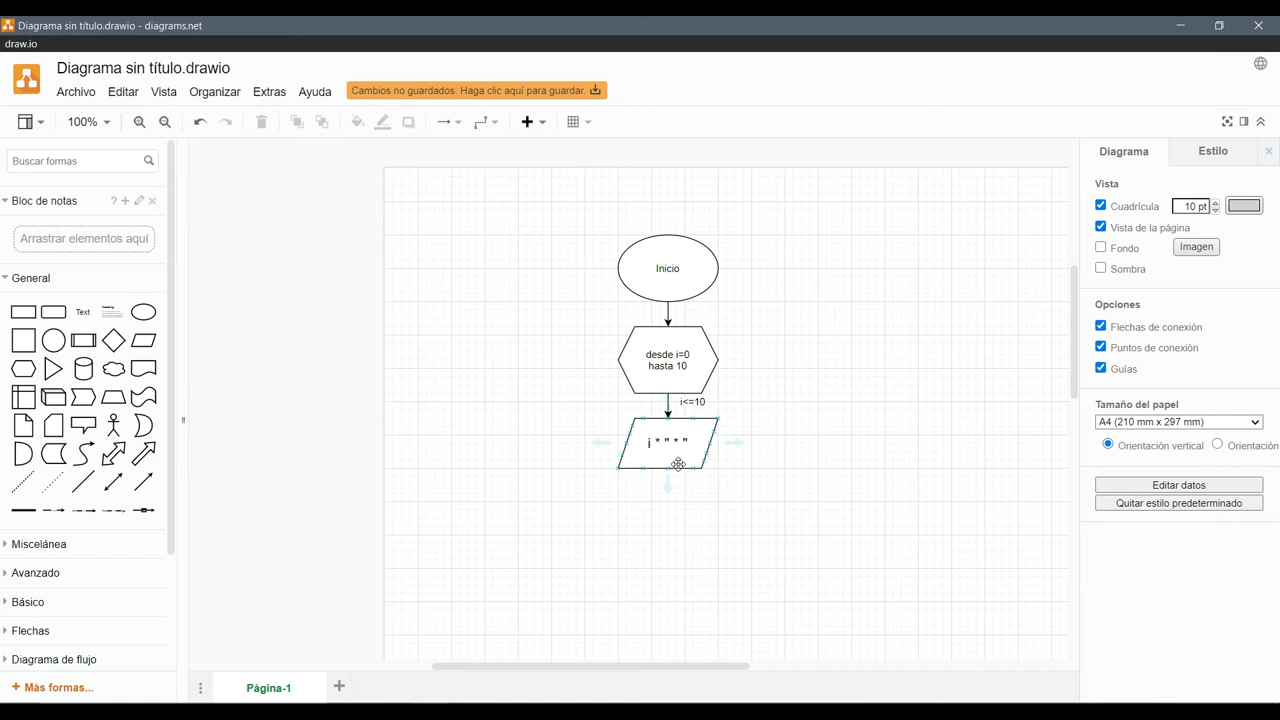 Diagrama sin título.drawio - diagrams.net
draw.io
Diagrama sin título.drawio
Archivo Editar Vista Organizar Extras Ayuda
Cambios no guardados. Haga clic aquí para guardar.
100%
Buscar formas
Bloc de notas ?
Arrastrar elementos aquí
General
Text
Heading
Misceláneа
Avanzado
Básico
Flechas
Diagrama de flujo
+ Más formas...
Inicio
desde i=0
hasta 10
i<=10
i * " * "
Página-1
Diagrama Estilo
Vista
Cuadrícula 10 pt
Vista de la página
Fondo Imagen
Sombra
Opciones
Flechas de conexión
Puntos de conexión
Guías
Tamaño del papel
A4 (210 mm x 297 mm)
Orientación vertical Orientación
Editar datos
Quitar estilo predeterminado